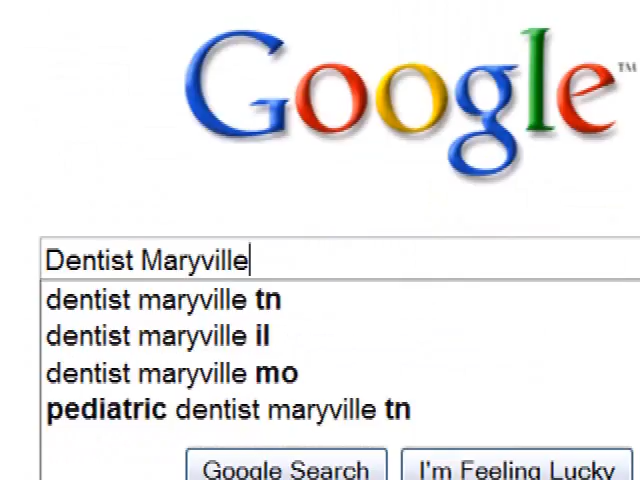 Google™
Dentist Maryville
dentist maryville tn
dentist maryville il
dentist maryville mo
pediatric dentist maryville tn
Google Search I'm Feeling Lucky